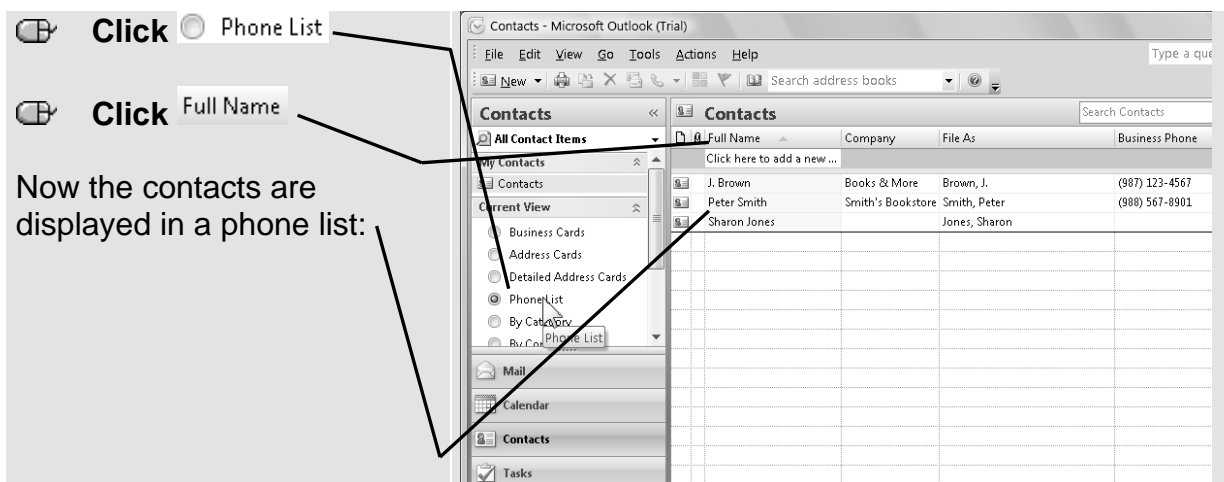 Click Phone List
Click Full Name
Now the contacts are
displayed in a phone list:
Contacts - Microsoft Outlook (Trial)
File Edit View Go Tools Actions Help
Type a que
New Search address books
Contacts «
All Contact Items
My Contacts
Contacts
Current View
Business Cards
Address Cards
Detailed Address Cards
Phone List
By Category
Phone List
By Con
Mail
Calendar
Contacts
Tasks
Contacts Search Contacts
Full Name Company File As Business Phone
Click here to add a new ...
J. Brown Books & More Brown, J. (987) 123-4567
Peter Smith Smith's Bookstore Smith, Peter (988) 567-8901
Sharon Jones Jones, Sharon